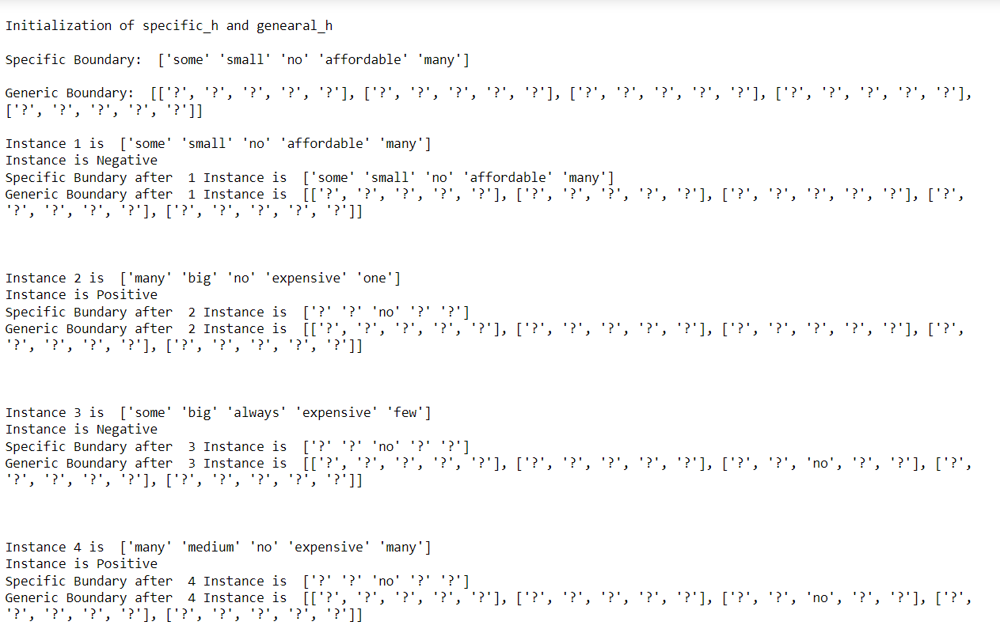 Initialization of specific_h and genearal_h
Specific Boundary:  ['some' 'small' 'no' 'affordable' 'many']
Generic Boundary:  [['?', '?', '?', '?', '?'], ['?', '?', '?', '?', '?'], ['?', '?', '?', '?', '?'], ['?', '?', '?', '?', '?'],
['?', '?', '?', '?', '?']]
Instance 1 is  ['some' 'small' 'no' 'affordable' 'many']
Instance is Negative
Specific Bundary after  1 Instance is  ['some' 'small' 'no' 'affordable' 'many']
Generic Boundary after  1 Instance is  [['?', '?', '?', '?', '?'], ['?', '?', '?', '?', '?'], ['?', '?', '?', '?', '?'], ['?',
'?', '?', '?', '?'], ['?', '?', '?', '?', '?']]
Instance 2 is  ['many' 'big' 'no' 'expensive' 'one']
Instance is Positive
Specific Bundary after  2 Instance is  ['?' '?' 'no' '?' '?']
Generic Boundary after  2 Instance is  [['?', '?', '?', '?', '?'], ['?', '?', '?', '?', '?'], ['?', '?', '?', '?', '?'], ['?',
'?', '?', '?', '?'], ['?', '?', '?', '?', '?']]
Instance 3 is  ['some' 'big' 'always' 'expensive' 'few']
Instance is Negative
Specific Bundary after  3 Instance is  ['?' '?' 'no' '?' '?']
Generic Boundary after  3 Instance is  [['?', '?', '?', '?', '?'], ['?', '?', '?', '?', '?'], ['?', '?', 'no', '?', '?'], ['?',
'?', '?', '?', '?'], ['?', '?', '?', '?', '?']]
Instance 4 is  ['many' 'medium' 'no' 'expensive' 'many']
Instance is Positive
Specific Bundary after  4 Instance is  ['?' '?' 'no' '?' '?']
Generic Boundary after  4 Instance is  [['?', '?', '?', '?', '?'], ['?', '?', '?', '?', '?'], ['?', '?', 'no', '?', '?'], ['?',
'?', '?', '?', '?'], ['?', '?', '?', '?', '?']]